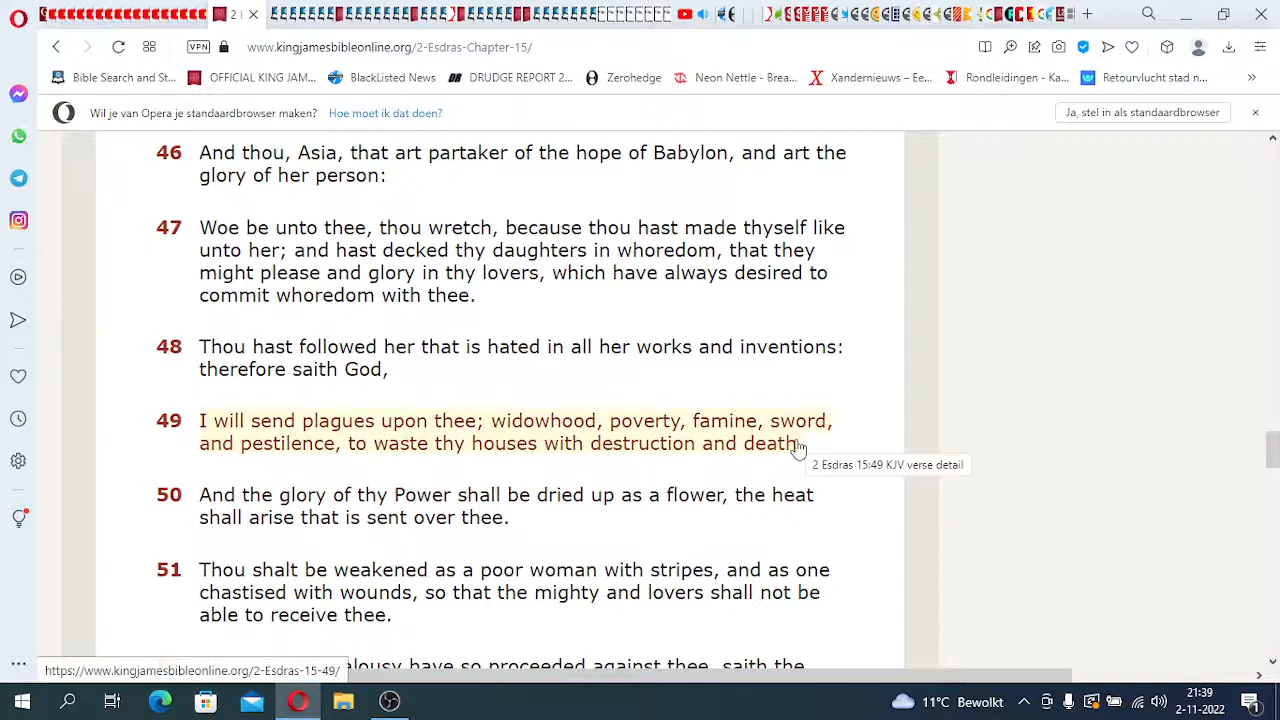 2
www.kingjamesbibleonline.org/2-Esdras-Chapter-15/
VPN
Bible Search and St...
OFFICIAL KING JAM...
BlackListed News
DRUDGE REPORT 2...
Zerohedge
Neon Nettle - Brea...
Xandernieuws – Ee...
Rondleidingen - Ka...
Retourvlucht stad n...
Wil je van Opera je standaardbrowser maken?
Hoe moet ik dat doen?
Ja, stel in als standaardbrowser
46 And thou, Asia, that art partaker of the hope of Babylon, and art the
glory of her person:
47 Woe be unto thee, thou wretch, because thou hast made thyself like
unto her; and hast decked thy daughters in whoredom, that they
might please and glory in thy lovers, which have always desired to
commit whoredom with thee.
48 Thou hast followed her that is hated in all her works and inventions:
therefore saith God,
49 I will send plagues upon thee; widowhood, poverty, famine, sword,
and pestilence, to waste thy houses with destruction and death
2 Esdras 15:49 KJV verse detail
50 And the glory of thy Power shall be dried up as a flower, the heat
shall arise that is sent over thee.
51 Thou shalt be weakened as a poor woman with stripes, and as one
chastised with wounds, so that the mighty and lovers shall not be
able to receive thee.
have so proceeded against thee, saith the
https://www.kingjamesbibleonline.org/2-Esdras-15-49/
11°C Bewolkt
21:39
2-11-2022